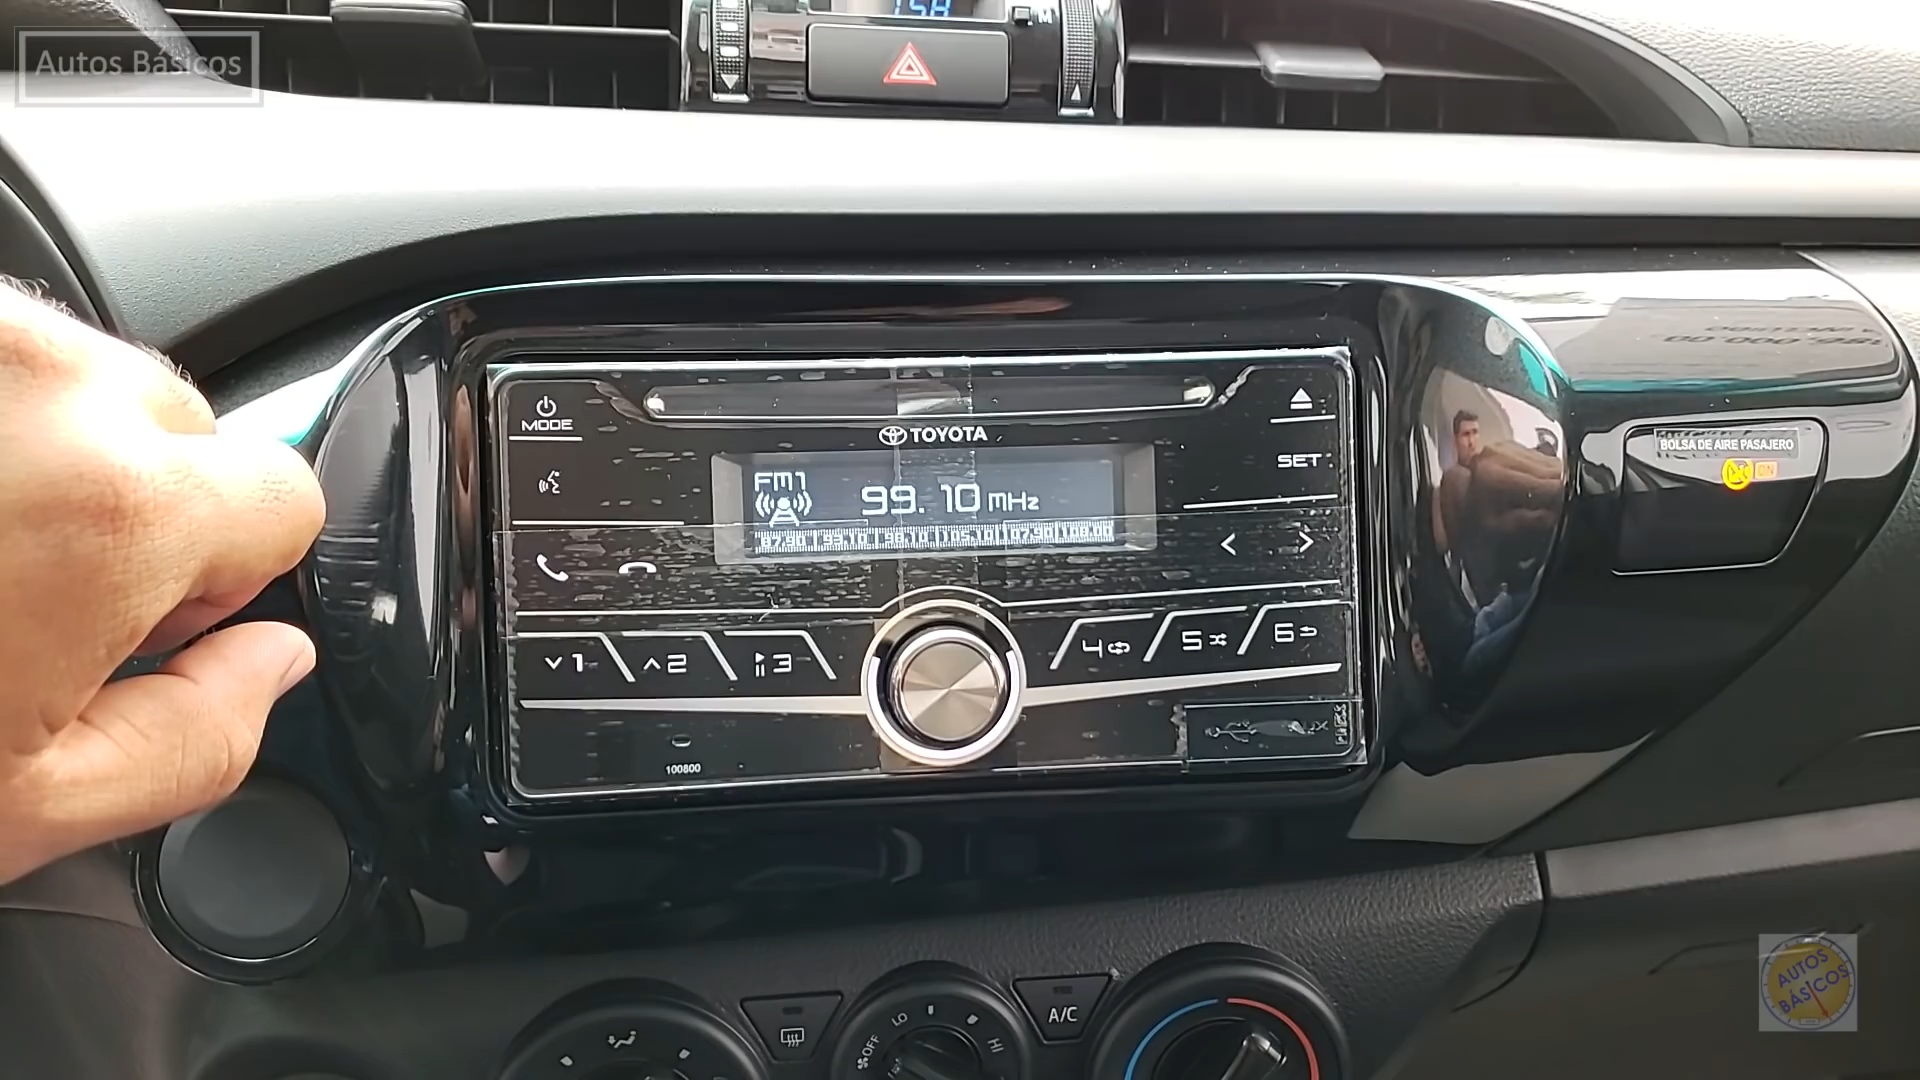 Autos Básicos
M
MODE
TOYOTA
SET
FM1
99.10 MHz
87.90 | 93.10 | 98.10 | 105.10 | 107.90 | 108.00
1
2
3
4
5
6
100800
BOLSA DE AIRE PASAJERO
ON
OFF
LO
HI
A/C
AUTOS
BÁSICOS